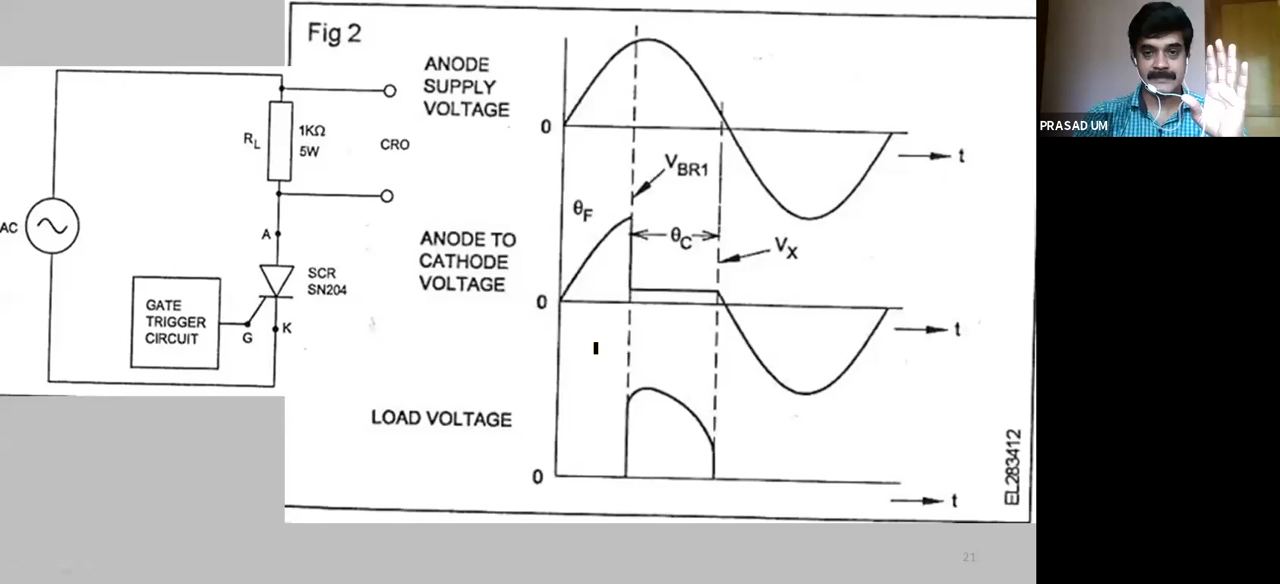 Fig 2
AC
R_L
1KΩ
5W
CRO
A
SCR
SN204
GATE
TRIGGER
CIRCUIT
G
K
ANODE
SUPPLY
VOLTAGE
0
t
V_BR1
θ_F
θ_C
V_X
ANODE TO
CATHODE
VOLTAGE
0
t
LOAD VOLTAGE
0
t
EL283412
21
PRASAD UM